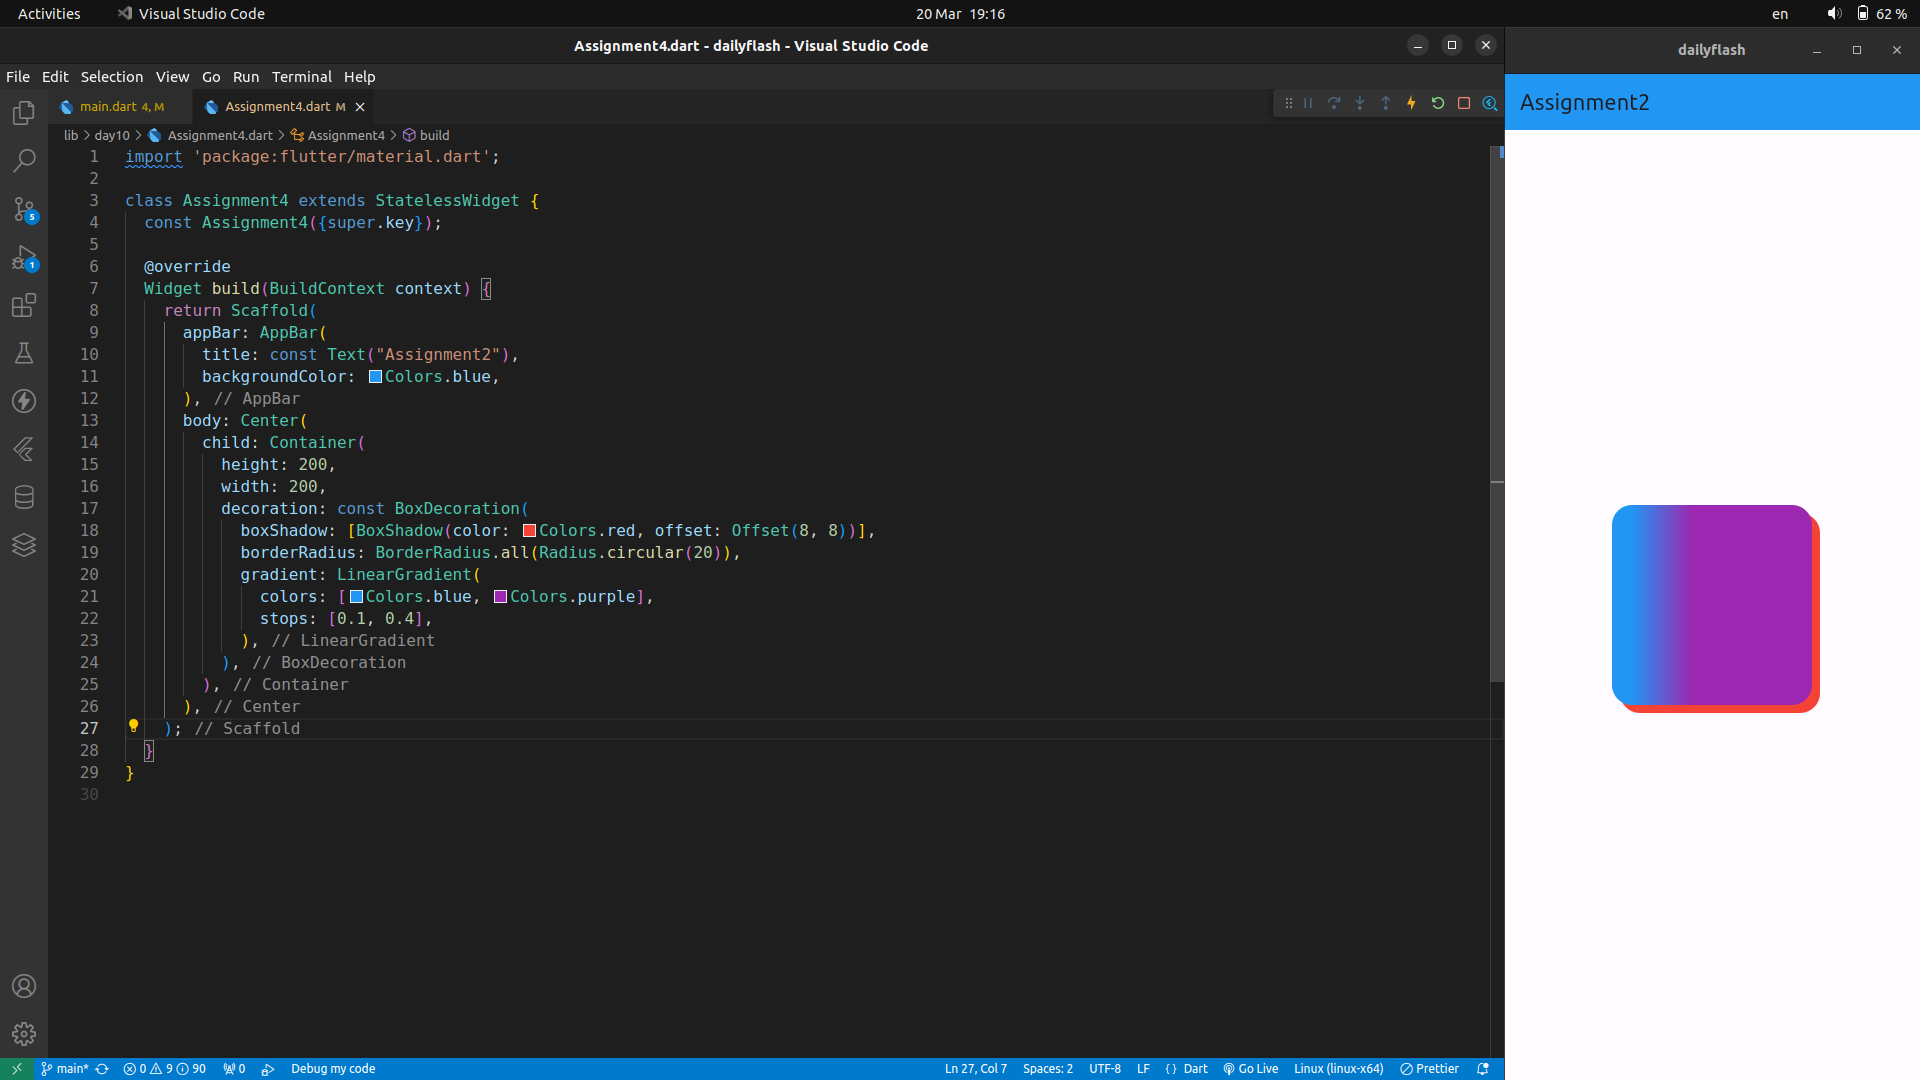 Activities Visual Studio Code 20 Mar 19:16 en 62 %
Assignment4.dart - dailyflash - Visual Studio Code
File Edit Selection View Go Run Terminal Help
main.dart 4, M Assignment4.dart M
lib > day10 > Assignment4.dart > Assignment4 > build
1 import 'package:flutter/material.dart';
2
3 class Assignment4 extends StatelessWidget {
4 const Assignment4({super.key});
5
6 @override
7 Widget build(BuildContext context) {
8 return Scaffold(
9 appBar: AppBar(
10 title: const Text("Assignment2"),
11 backgroundColor: Colors.blue,
12 ), // AppBar
13 body: Center(
14 child: Container(
15 height: 200,
16 width: 200,
17 decoration: const BoxDecoration(
18 boxShadow: [BoxShadow(color: Colors.red, offset: Offset(8, 8))],
19 borderRadius: BorderRadius.all(Radius.circular(20)),
20 gradient: LinearGradient(
21 colors: [Colors.blue, Colors.purple],
22 stops: [0.1, 0.4],
23 ), // LinearGradient
24 ), // BoxDecoration
25 ), // Container
26 ), // Center
27 ); // Scaffold
28 }
29 }
30
5
1
main* 0 9 90 0 Debug my code Ln 27, Col 7 Spaces: 2 UTF-8 LF {} Dart Go Live Linux (linux-x64) Prettier
dailyflash
Assignment2